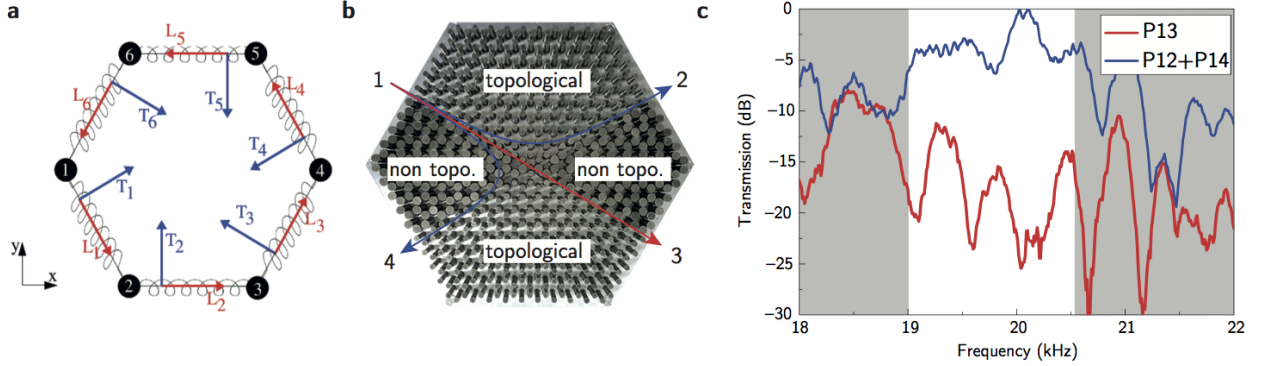 a
6
5
1
4
2
3
L₅
L₄
L₆
L₁
L₃
L₂
T₅
T₆
T₄
T₁
T₃
T₂
y
x
b
1
topological
2
non topo.
non topo.
4
topological
3
c
P13
P12+P14
Transmission (dB)
0
−5
−10
−15
−20
−25
−30
18
19
20
21
22
Frequency (kHz)